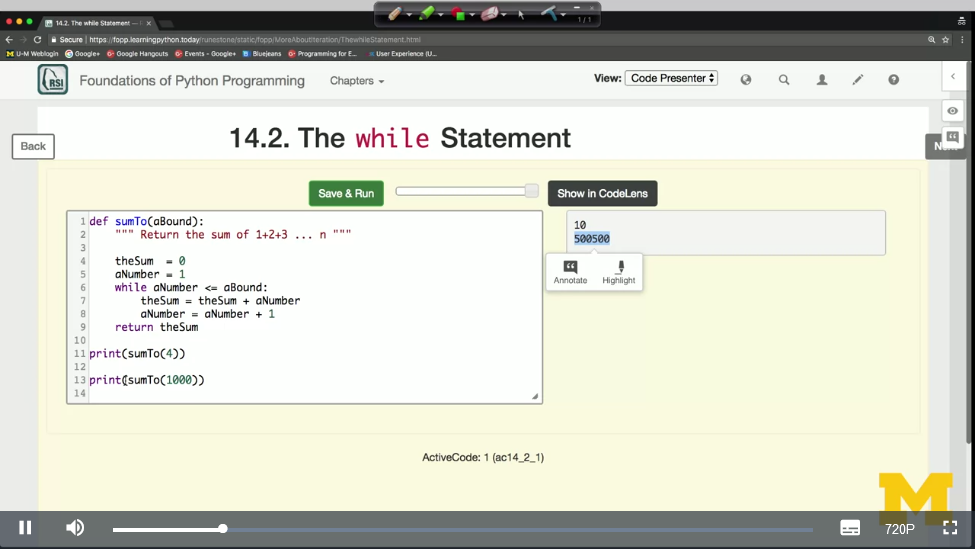 14.2. The while Statement —
1 / 1
Secure https://fopp.learningpython.today/runestone/static/fopp/MoreAboutIteration/ThewhileStatement.html
U-M Weblogin Google+ Google Hangouts Events - Google+ Bluejeans Programming for E... User Experience (U...
RSI Foundations of Python Programming Chapters View: Code Presenter
14.2. The while Statement
Back
Save & Run Show in CodeLens
1 def sumTo(aBound):
2 """ Return the sum of 1+2+3 ... n """
3
4 theSum = 0
5 aNumber = 1
6 while aNumber <= aBound:
7 theSum = theSum + aNumber
8 aNumber = aNumber + 1
9 return theSum
10
11 print(sumTo(4))
12
13 print(sumTo(1000))
14
10
500500
Annotate Highlight
ActiveCode: 1 (ac14_2_1)
M
720P